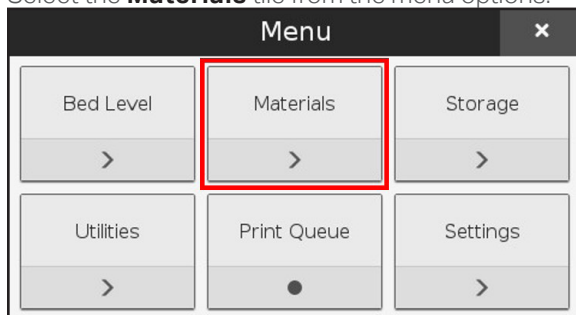 Select the Materials tile from the menu options.
Menu ×
Bed Level Materials Storage
> > >
Utilities Print Queue Settings
> ● >